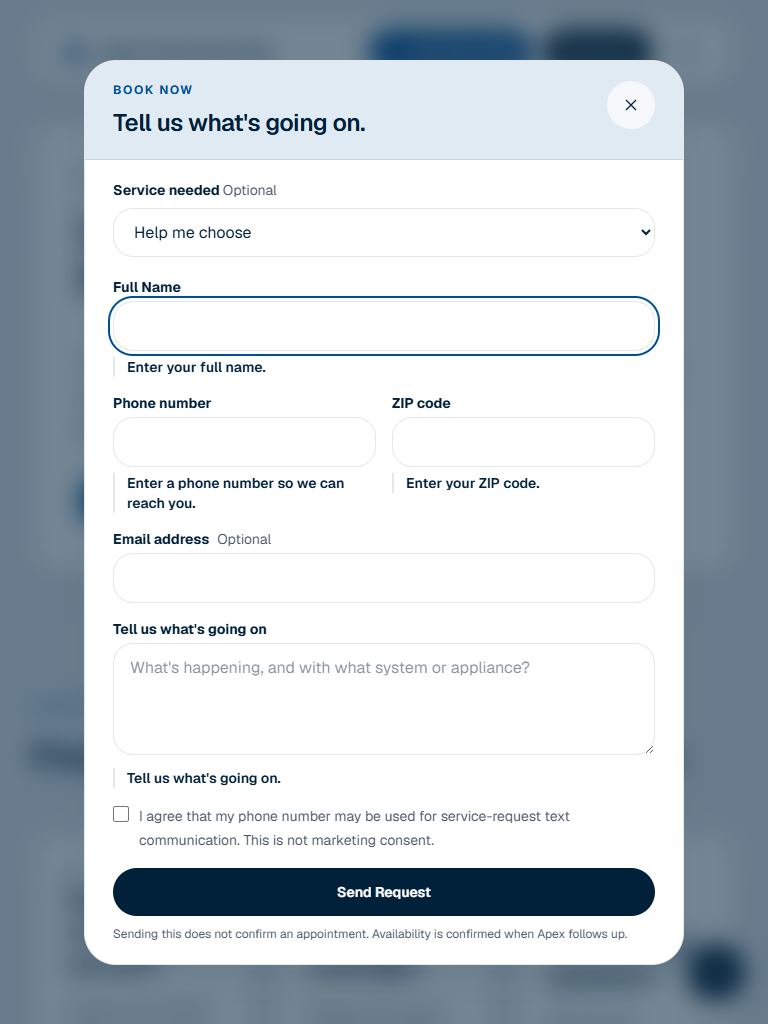 BOOK NOW
Tell us what's going on.
Service needed Optional
Help me choose
Full Name
Enter your full name.
Phone number
ZIP code
Enter a phone number so we can
reach you.
Enter your ZIP code.
Email address Optional
Tell us what's going on
What's happening, and with what system or appliance?
Tell us what's going on.
I agree that my phone number may be used for service-request text
communication. This is not marketing consent.
Send Request
Sending this does not confirm an appointment. Availability is confirmed when Apex follows up.